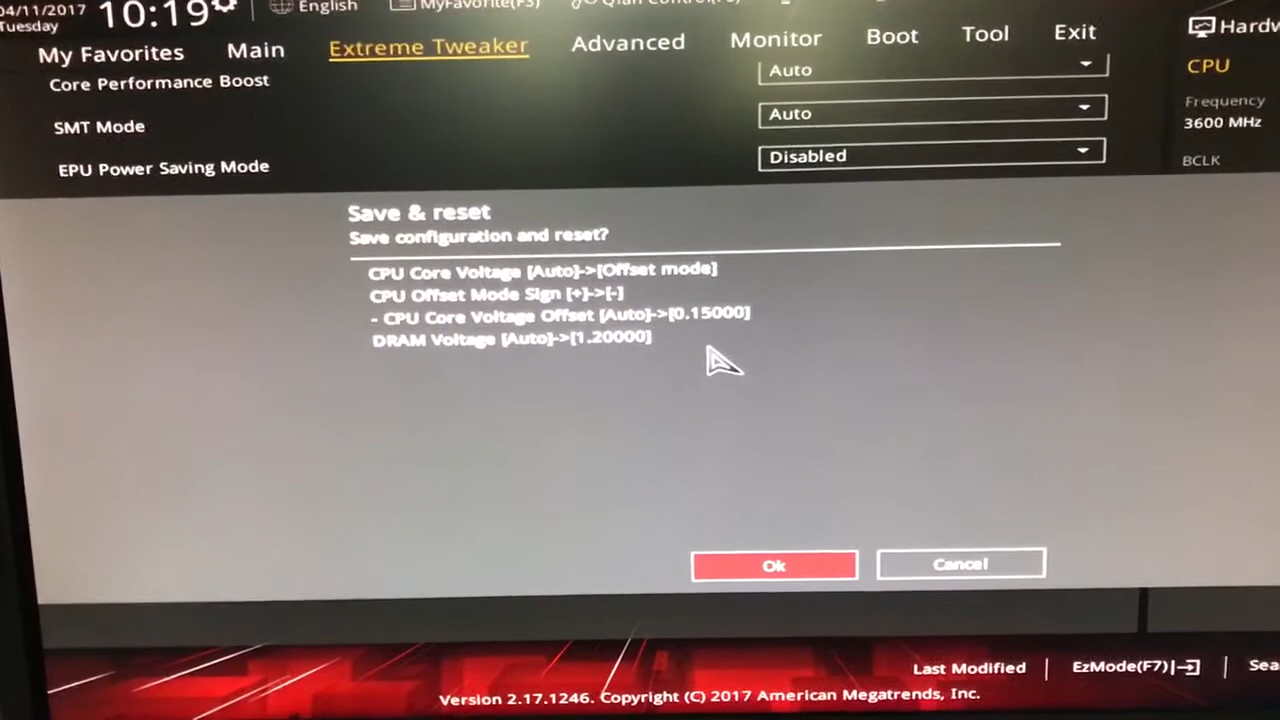 04/11/2017
Tuesday
10:19
English
MyFavorite(F3)
My Favorites
Main
Extreme Tweaker
Advanced
Monitor
Boot
Tool
Exit
Core Performance Boost
Auto
CPU
Frequency
3600 MHz
SMT Mode
Auto
EPU Power Saving Mode
Disabled
BCLK
Save & reset
Save configuration and reset?
CPU Core Voltage [Auto]->[Offset mode]
CPU Offset Mode Sign [+]->[-]
- CPU Core Voltage Offset [Auto]->[0.15000]
DRAM Voltage [Auto]->[1.20000]
Ok
Cancel
Last Modified
EzMode(F7)
Version 2.17.1246. Copyright (C) 2017 American Megatrends, Inc.